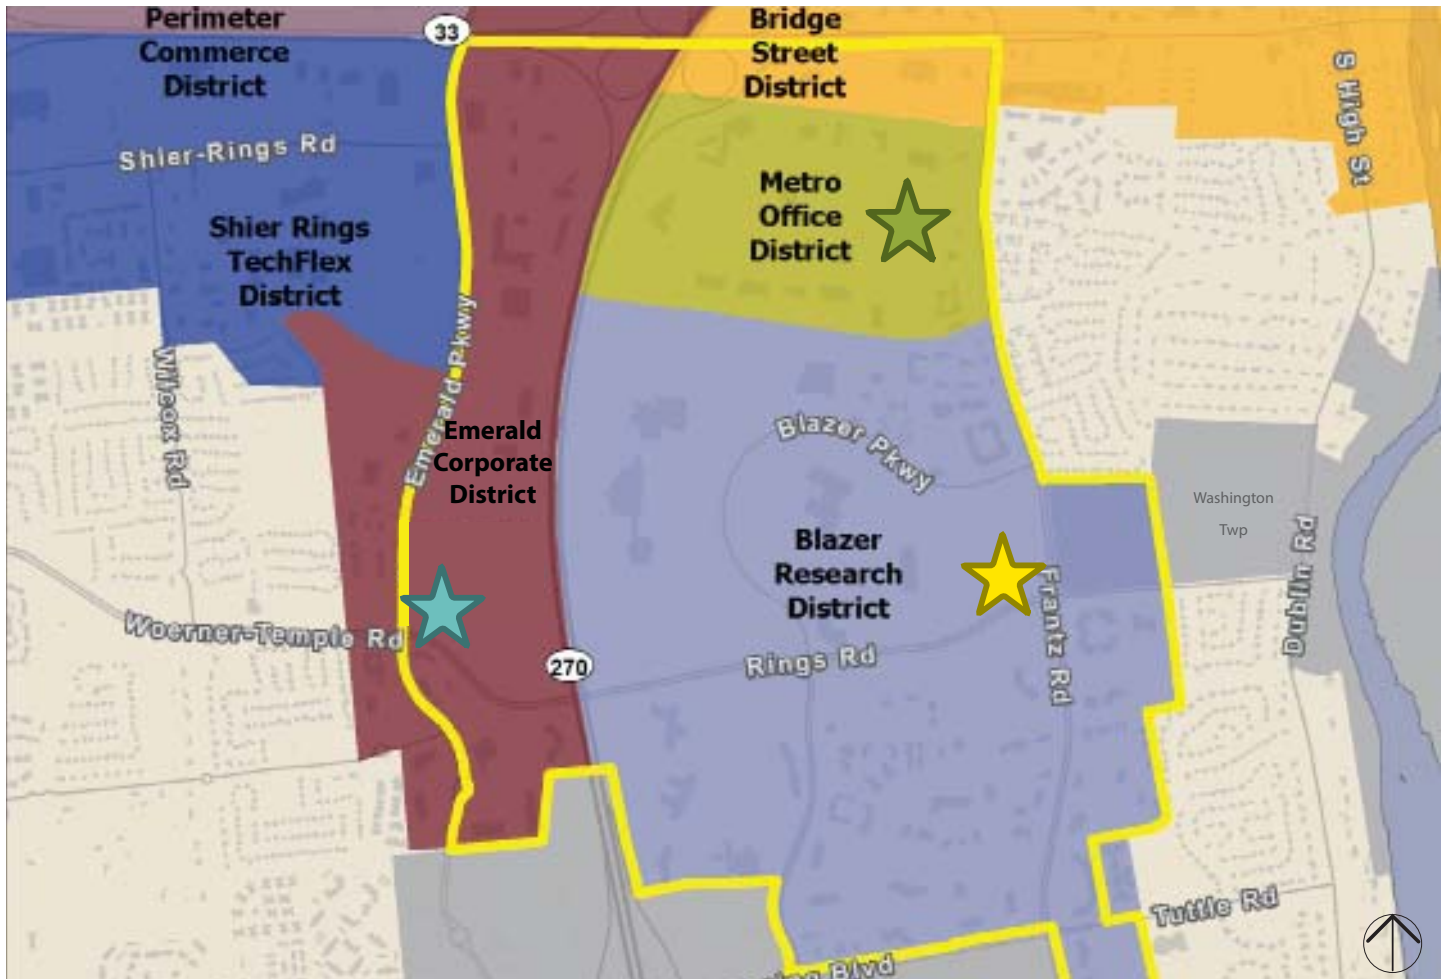 Perimeter
Commerce
District
33
Bridge
Street
District
S High St
Shier-Rings Rd
Metro
Office
District
Shier Rings
TechFlex
District
Emerald Pkwy
Wilcox Rd
Emerald
Corporate
District
Blazer Pkwy
Washington
Twp
Blazer
Research
District
Dublin Rd
Frantz Rd
Woerner-Temple Rd
270
Rings Rd
Tuttle Rd
Blvd